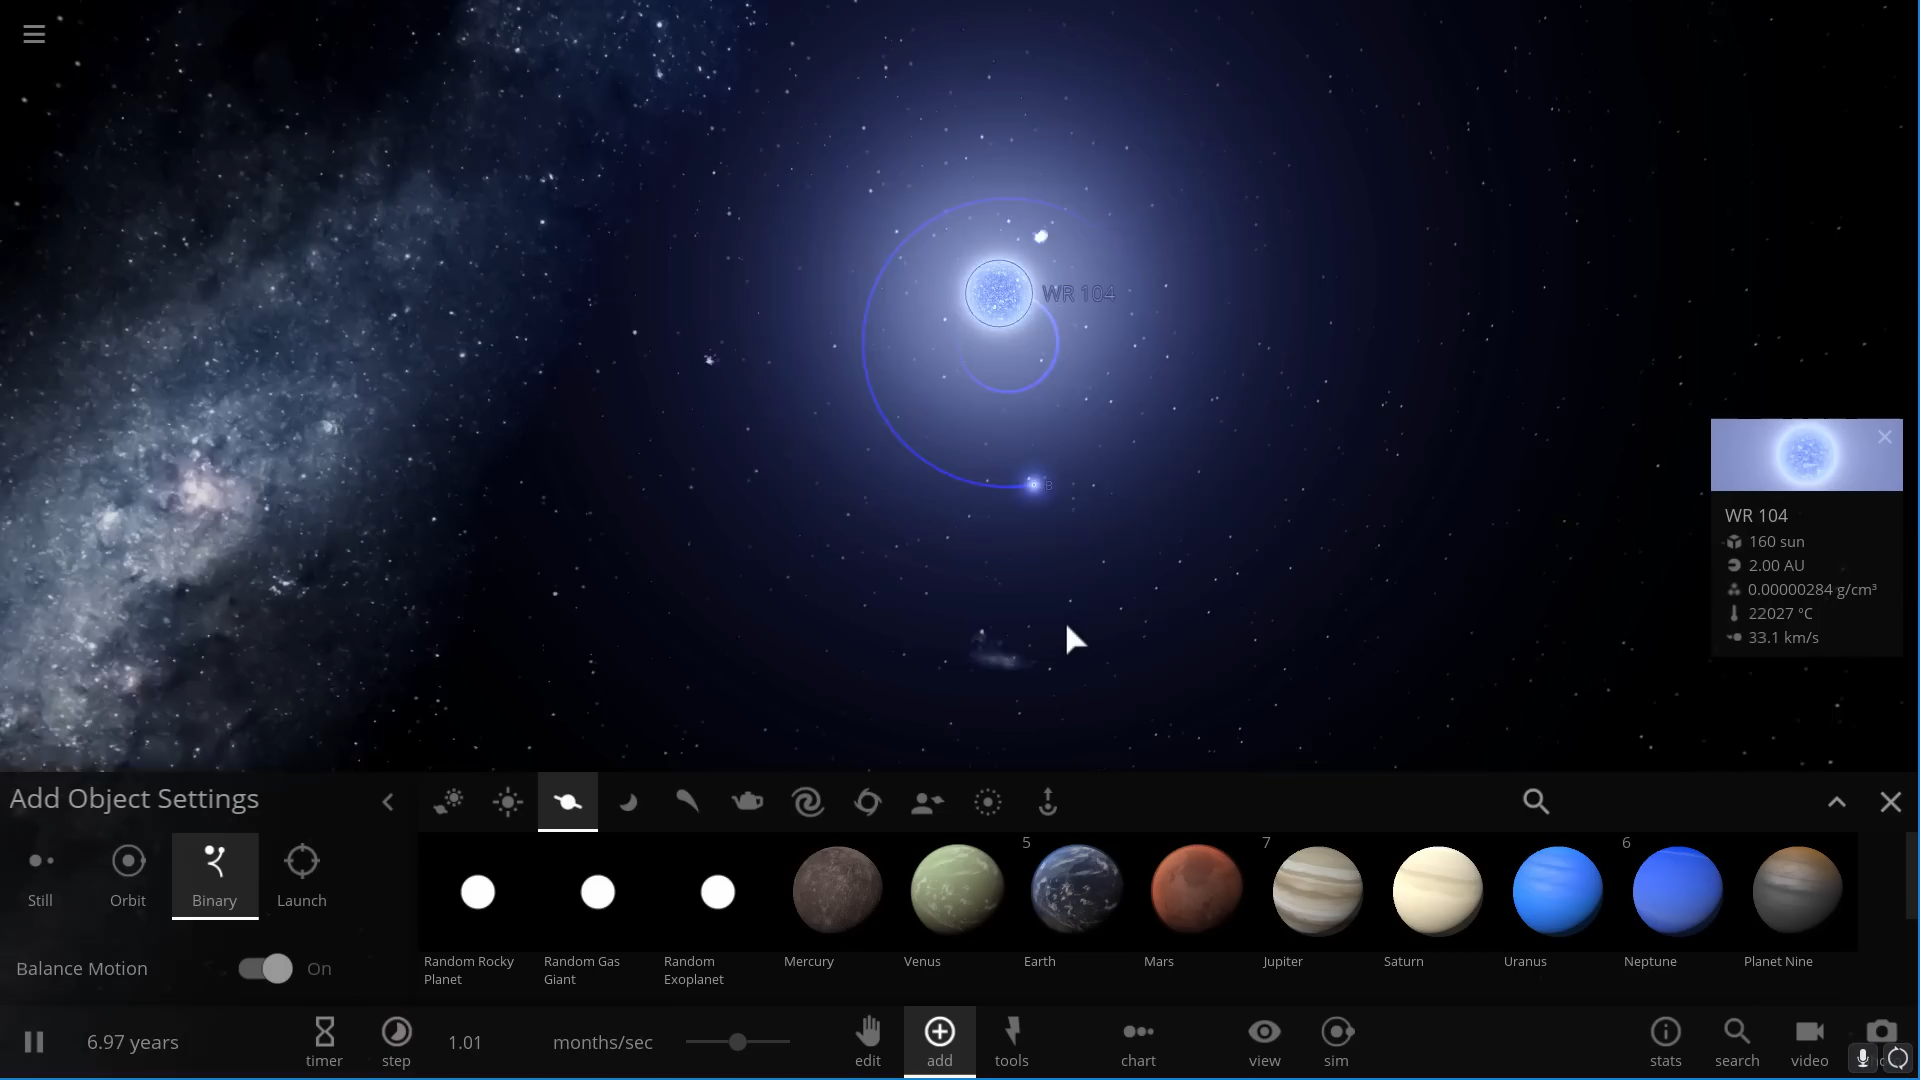 WR 104
B
WR 104
160 sun
2.00 AU
0.00000284 g/cm³
22027 °C
33.1 km/s
Add Object Settings
Still
Orbit
Binary
Launch
Balance Motion
On
5
7
6
Random Rocky
Planet
Random Gas
Giant
Random
Exoplanet
Mercury
Venus
Earth
Mars
Jupiter
Saturn
Uranus
Neptune
Planet Nine
6.97 years
timer
step
1.01
months/sec
edit
add
tools
chart
view
sim
stats
search
video